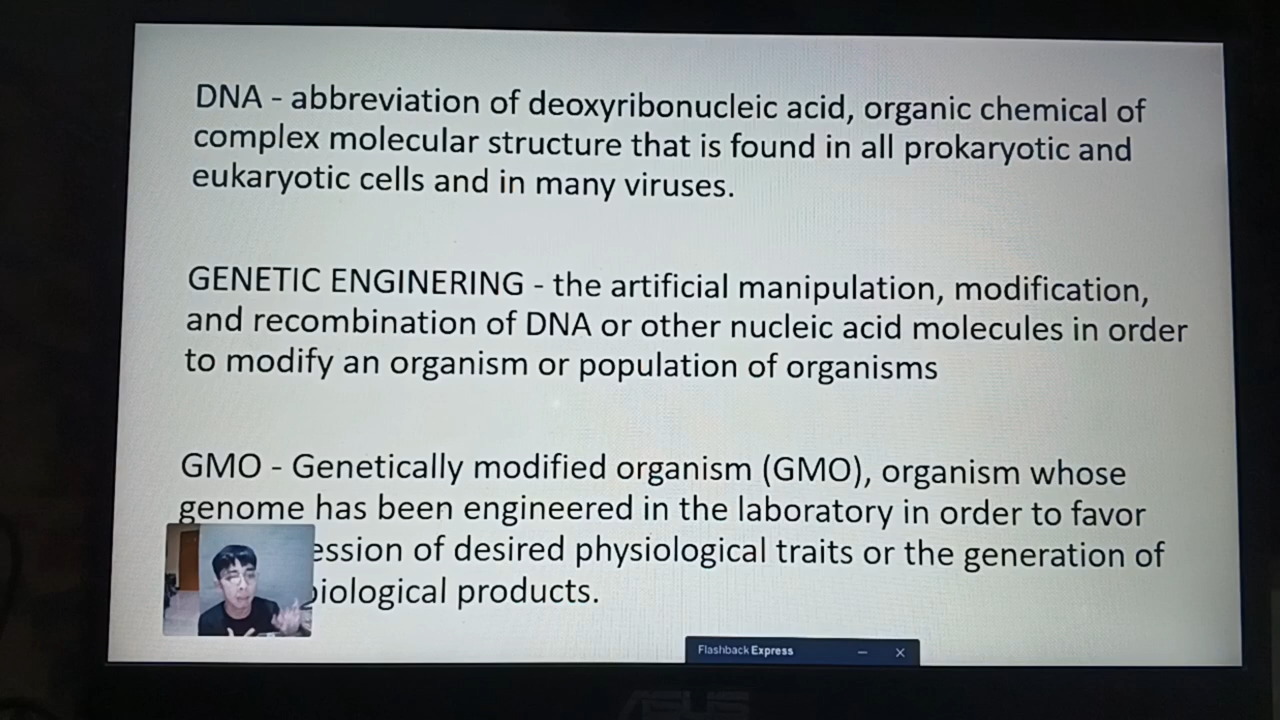 DNA - abbreviation of deoxyribonucleic acid, organic chemical of
complex molecular structure that is found in all prokaryotic and
eukaryotic cells and in many viruses.
GENETIC ENGINERING - the artificial manipulation, modification,
and recombination of DNA or other nucleic acid molecules in order
to modify an organism or population of organisms
GMO - Genetically modified organism (GMO), organism whose
genome has been engineered in the laboratory in order to favor
ession of desired physiological traits or the generation of
biological products.
Flashback Express
ASUS